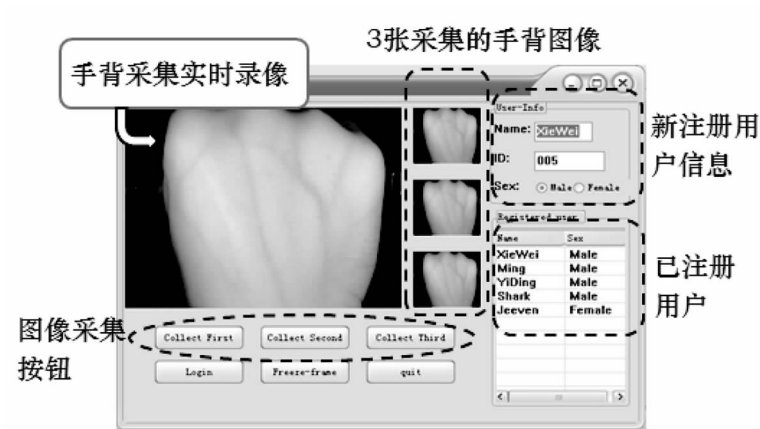 3张采集的手背图像
手背采集实时录像
User-Info
Name: XieWei
ID: 005
Sex: Male Female
新注册用
户信息
Registered user
Name Sex
XieWei Male
Ming Male
YiDing Male
Shark Male
Jeeven Female
已注册
用户
图像采集
按钮
Collect First Collect Second Collect Third
Login Freeze-frame quit